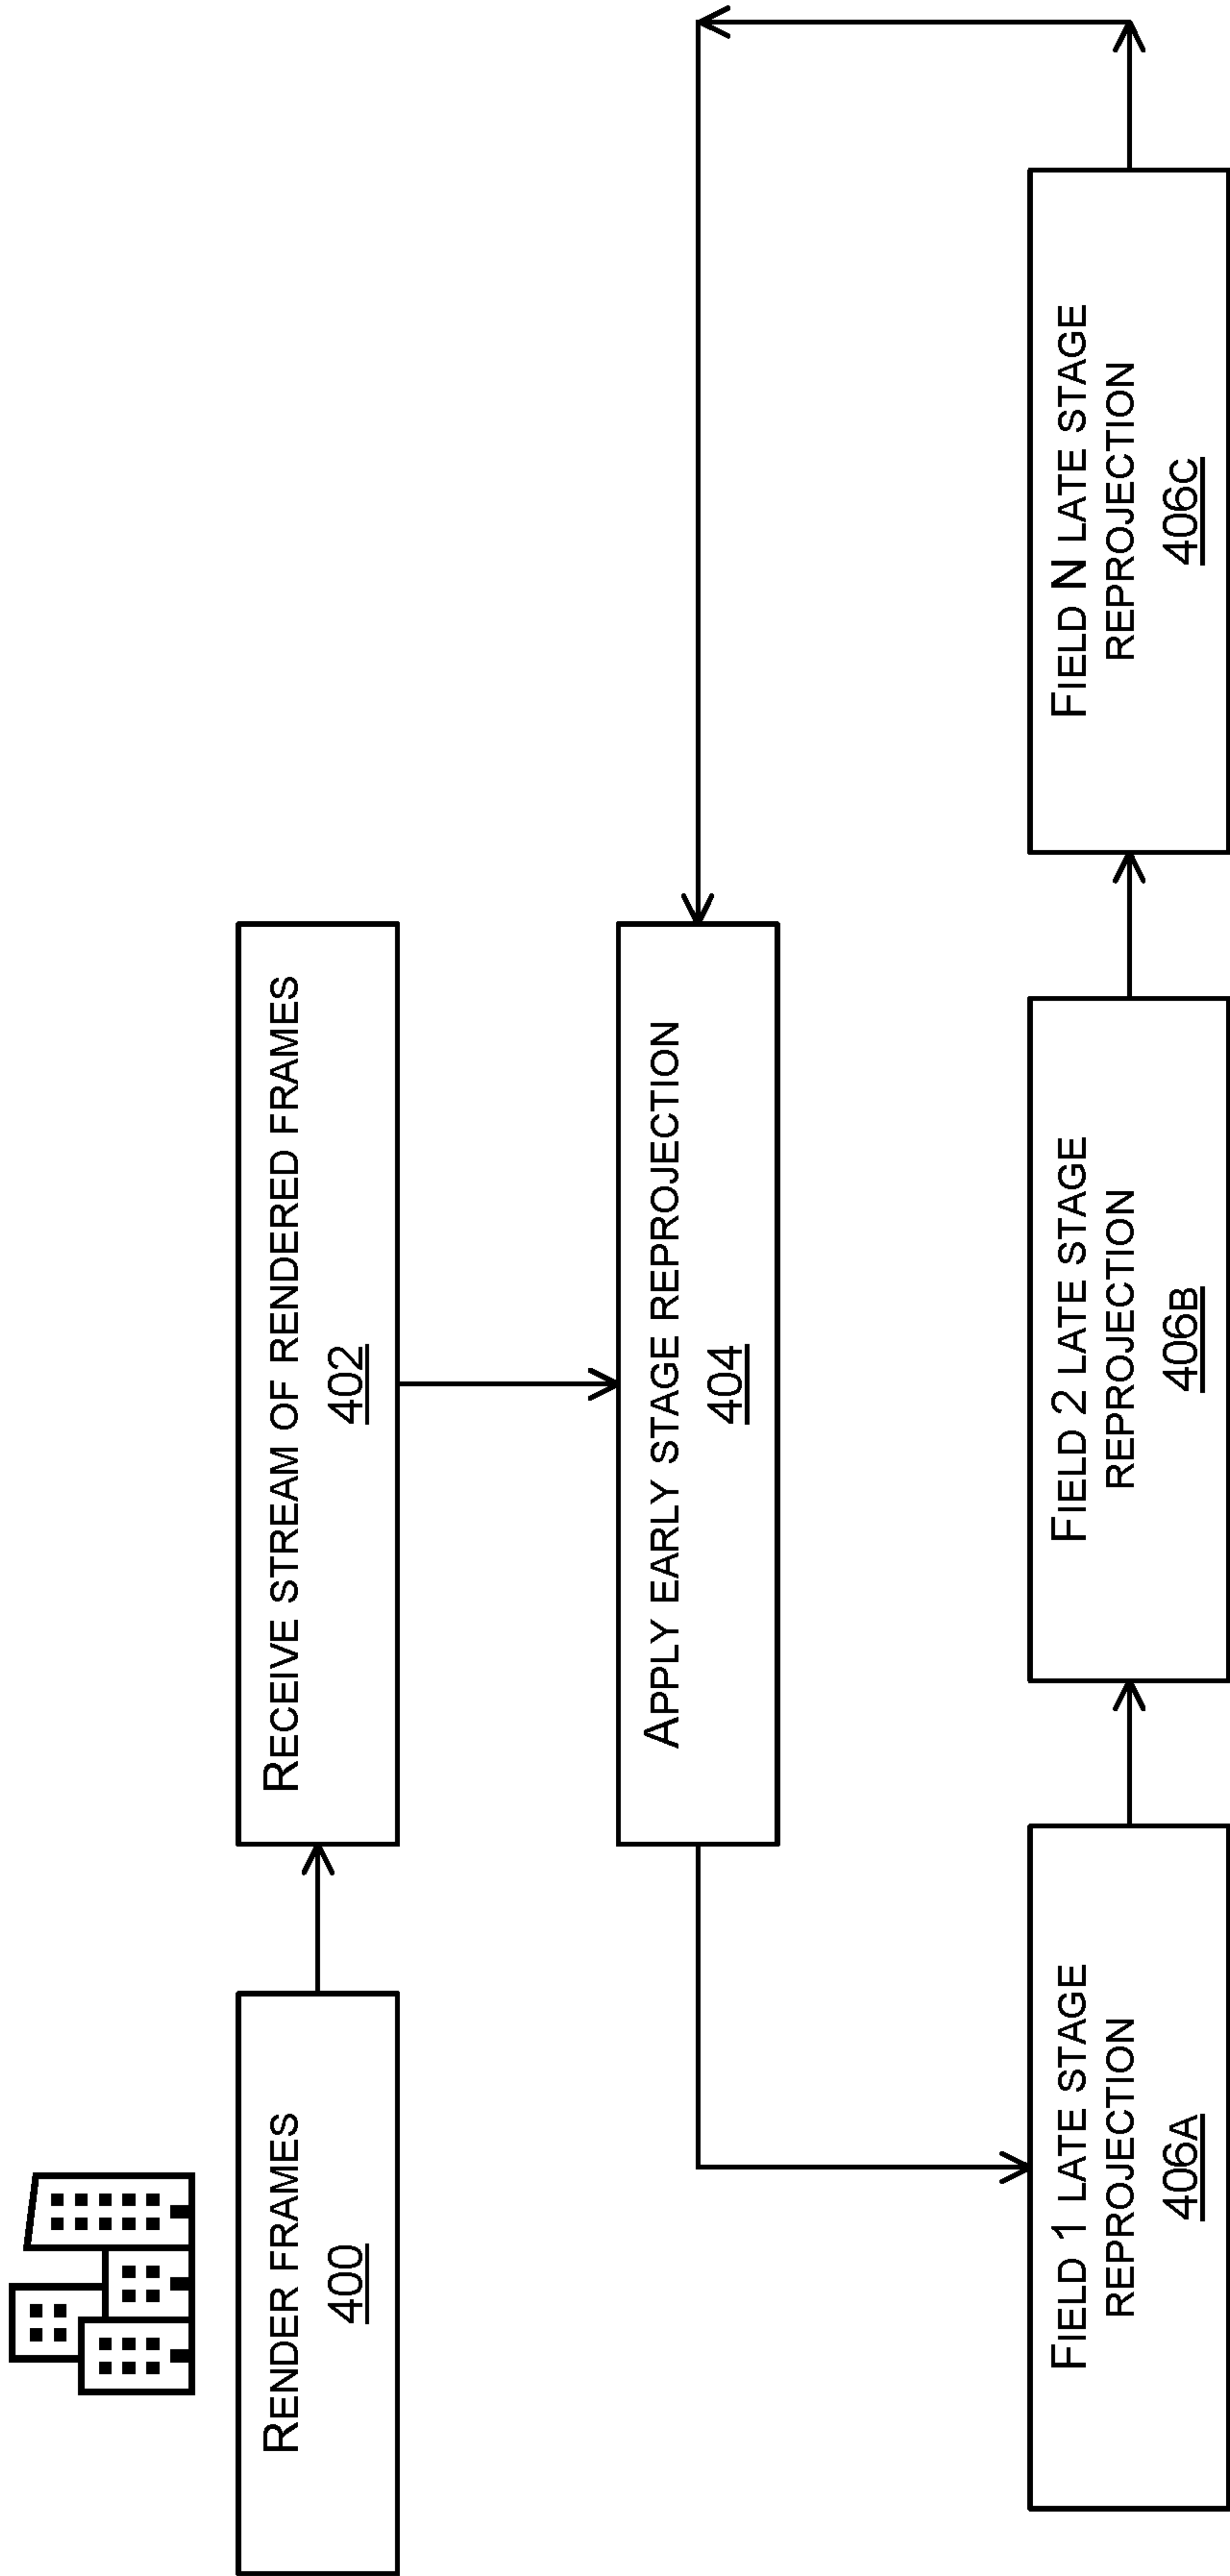 RENDER FRAMES
400
RECEIVE STREAM OF RENDERED FRAMES
402
APPLY EARLY STAGE REPROJECTION
404
FIELD 1 LATE STAGE
REPROJECTION
406A
FIELD 2 LATE STAGE
REPROJECTION
406B
FIELD N LATE STAGE
REPROJECTION
406C